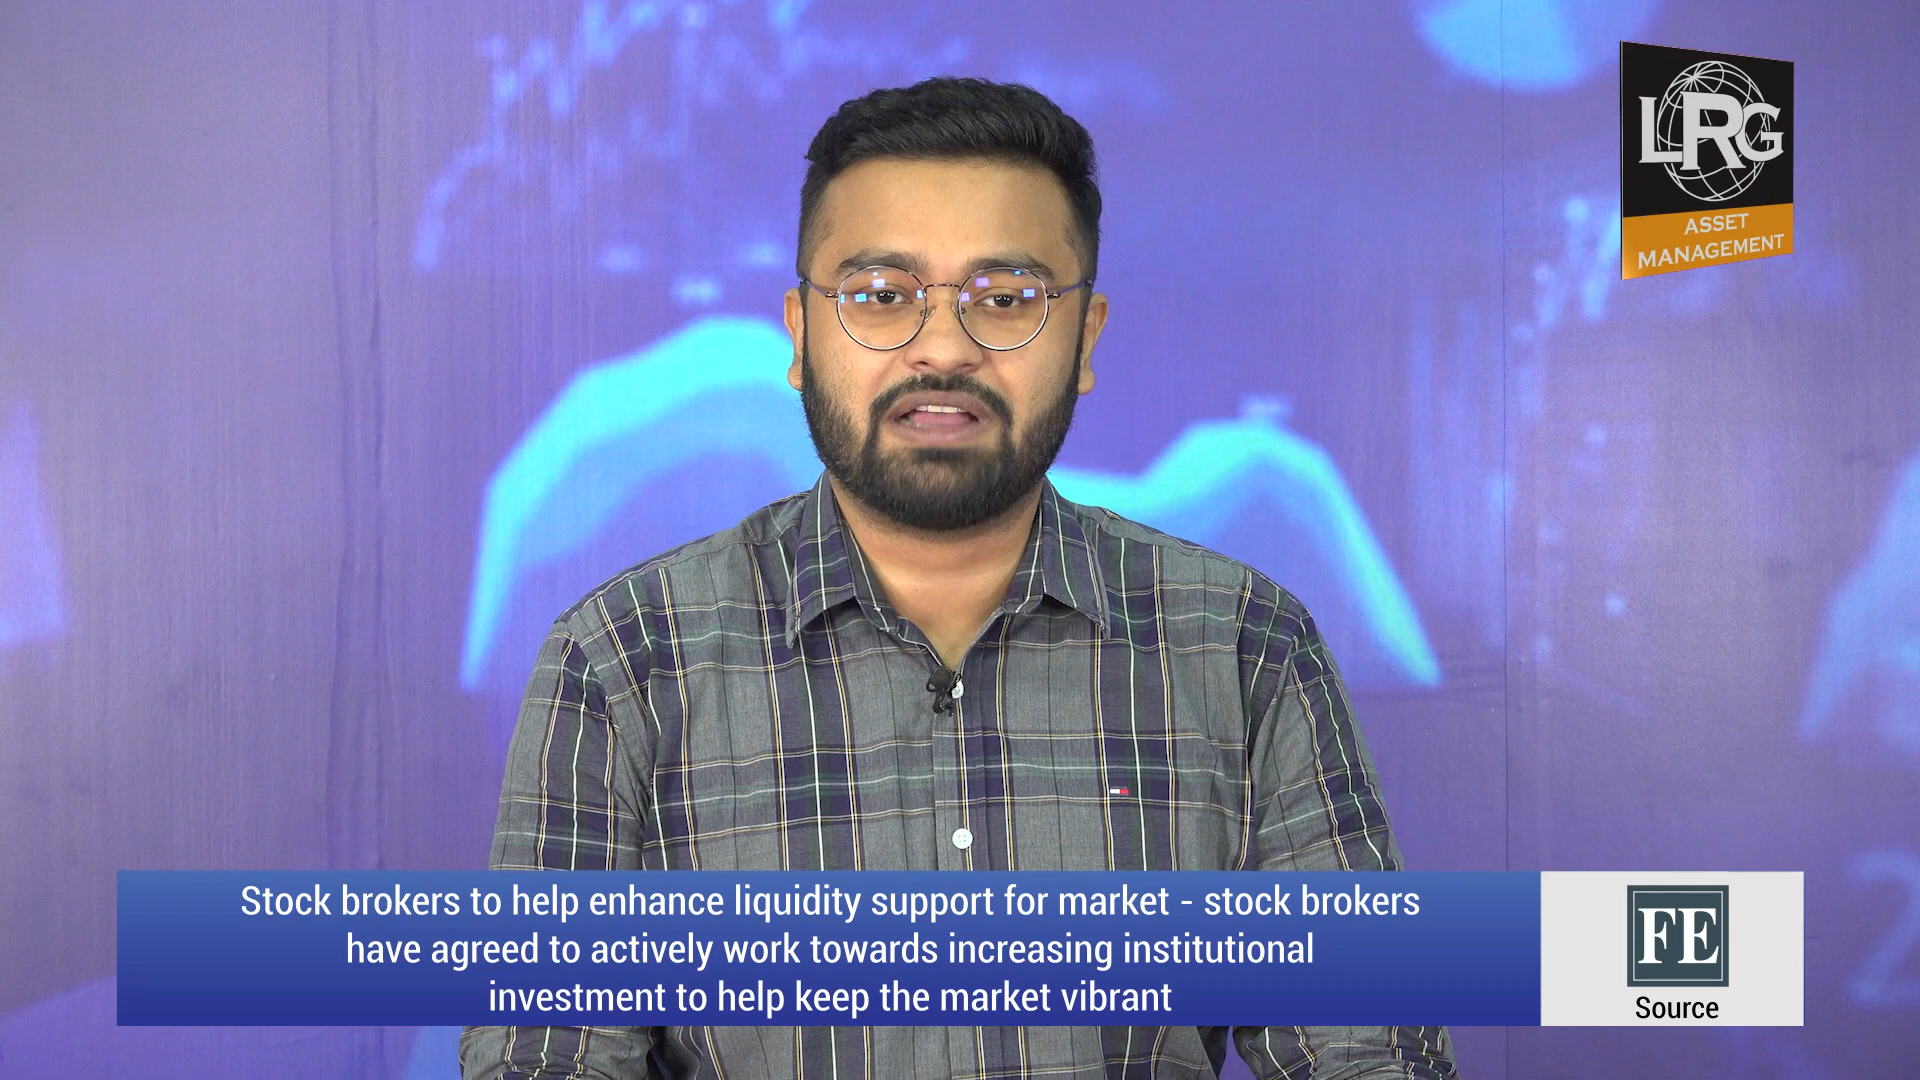 LRG
ASSET
MANAGEMENT
Stock brokers to help enhance liquidity support for market - stock brokers
have agreed to actively work towards increasing institutional
investment to help keep the market vibrant
FE
Source